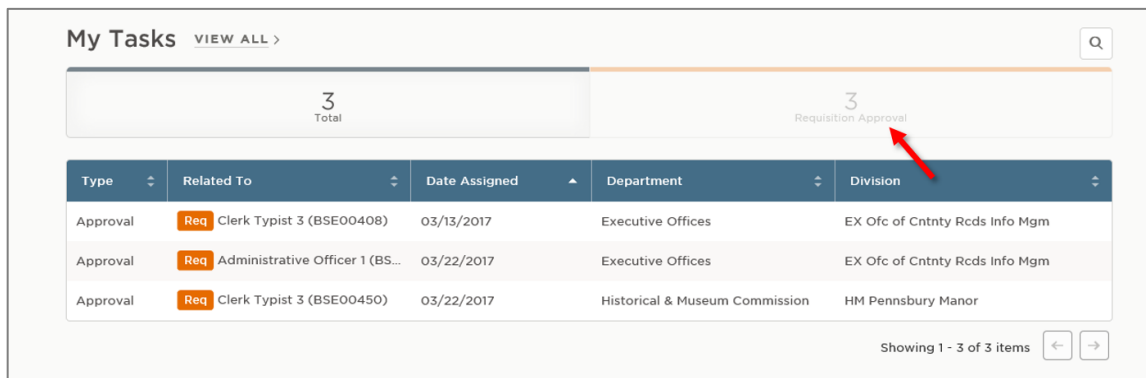 My Tasks VIEW ALL >
3
Total
3
Requisition Approval
Type Related To Date Assigned Department Division
Approval Req Clerk Typist 3 (BSE00408) 03/13/2017 Executive Offices EX Ofc of Cntnty Rcds Info Mgm
Approval Req Administrative Officer 1 (BS... 03/22/2017 Executive Offices EX Ofc of Cntnty Rcds Info Mgm
Approval Req Clerk Typist 3 (BSE00450) 03/22/2017 Historical & Museum Commission HM Pennsbury Manor
Showing 1 - 3 of 3 items